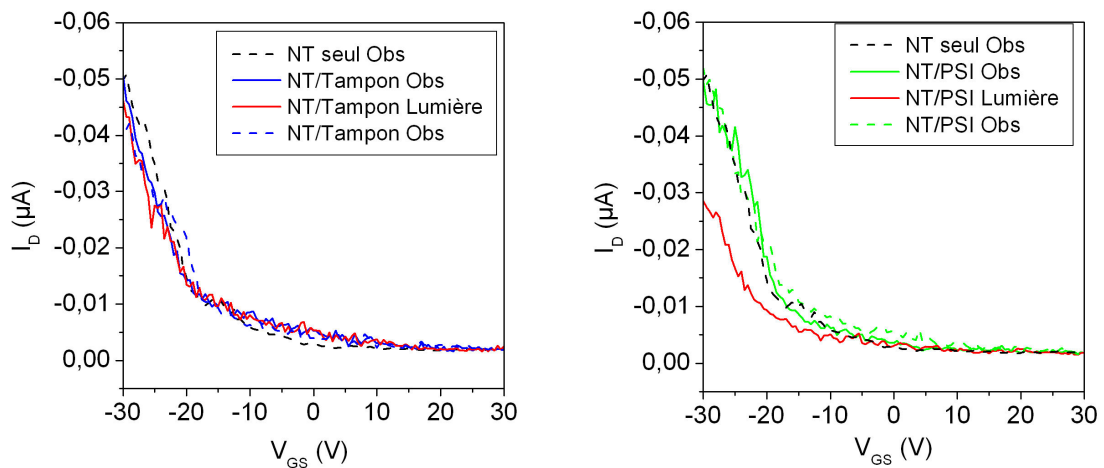 -0,06
-0,05
-0,04
-0,03
-0,02
-0,01
0,00
I_D (µA)
NT seul Obs
NT/Tampon Obs
NT/Tampon Lumière
NT/Tampon Obs
-30 -20 -10 0 10 20 30
V_GS (V)
-0,06
-0,05
-0,04
-0,03
-0,02
-0,01
0,00
I_D (µA)
NT seul Obs
NT/PSI Obs
NT/PSI Lumière
NT/PSI Obs
-30 -20 -10 0 10 20 30
V_GS (V)